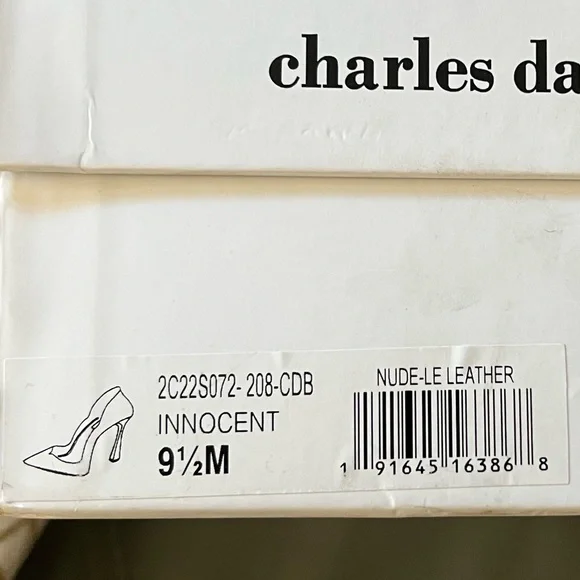 charles da
2C22S072- 208-CDB
INNOCENT
9½M
NUDE-LE LEATHER
1 91645 16386 8